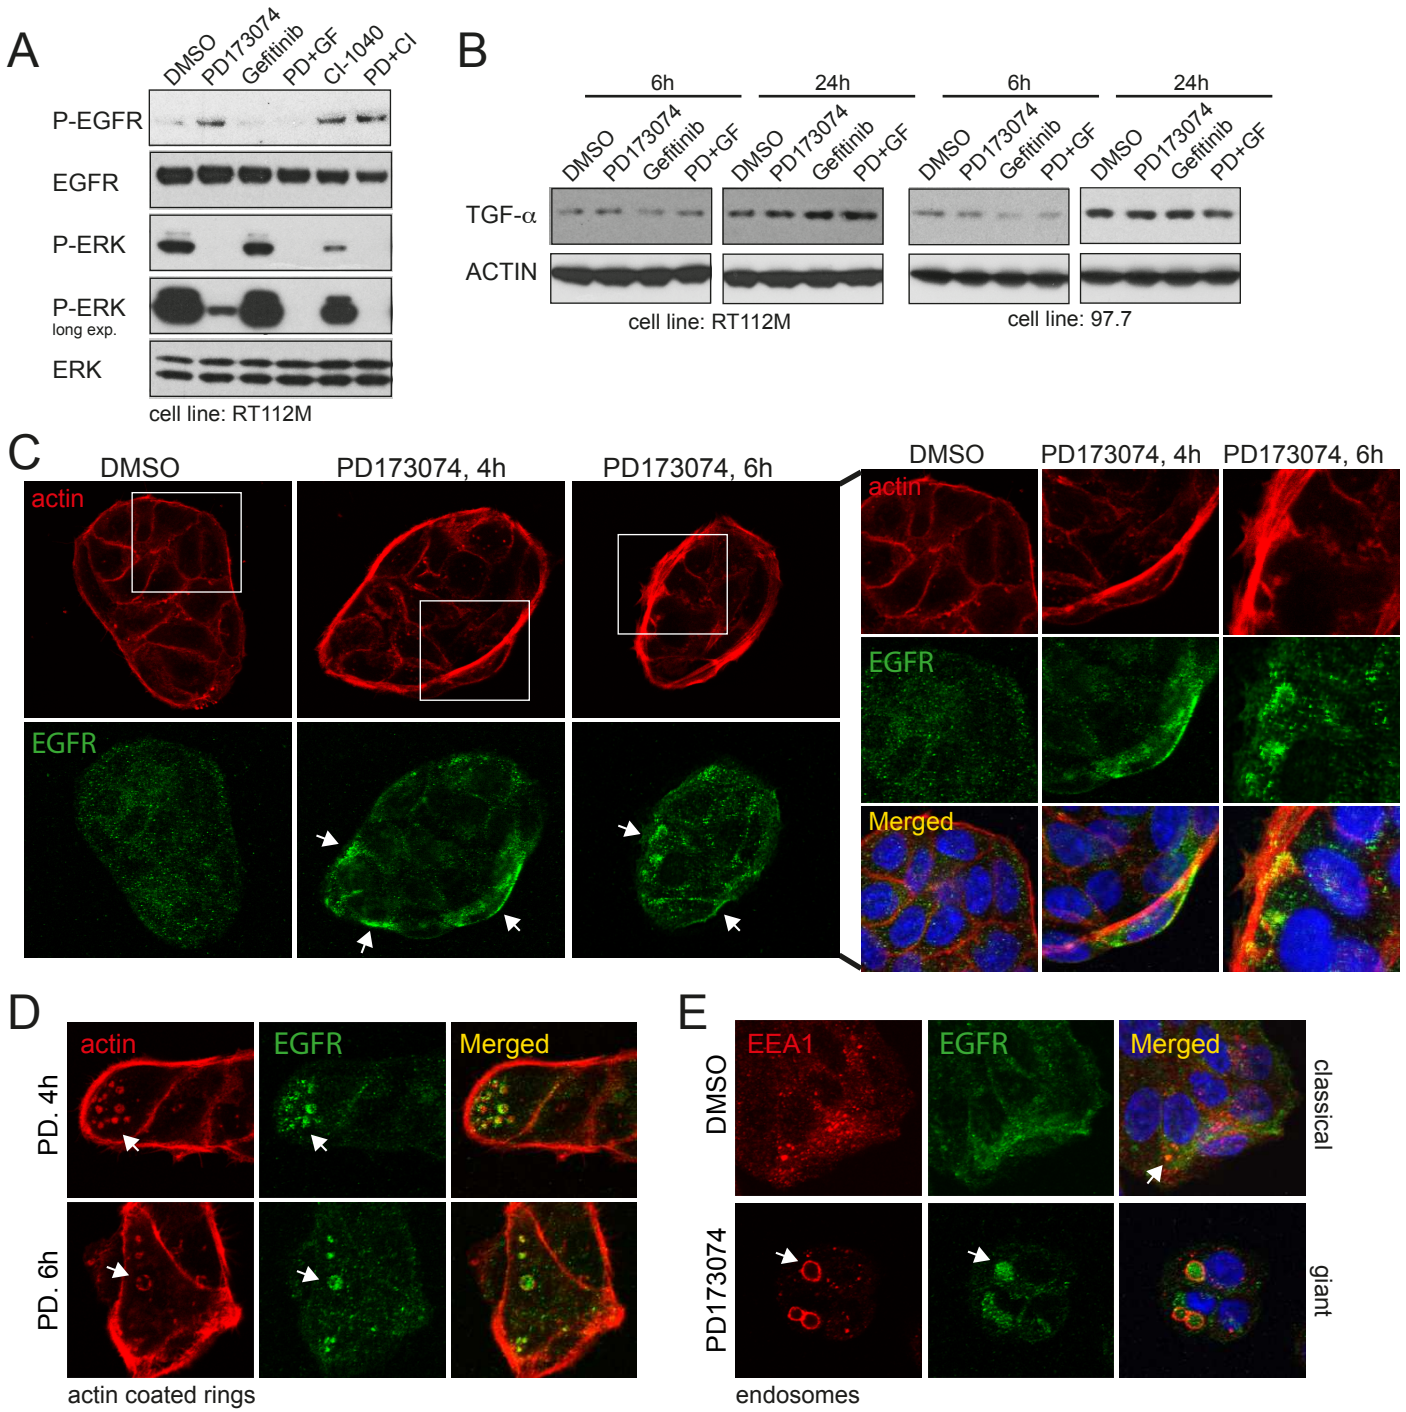 A
DMSO PD173074 Gefitinib PD+GF CI-1040 PD+CI
P-EGFR
EGFR
P-ERK
P-ERK
long exp.
ERK
cell line: RT112M
B
6h 24h 6h 24h
DMSO PD173074 Gefitinib PD+GF DMSO PD173074 Gefitinib PD+GF DMSO PD173074 Gefitinib PD+GF DMSO PD173074 Gefitinib PD+GF
TGF-α
ACTIN
cell line: RT112M
cell line: 97.7
C
DMSO PD173074, 4h PD173074, 6h
actin
EGFR
DMSO PD173074, 4h PD173074, 6h
actin
EGFR
Merged
D
actin EGFR Merged
PD. 4h
PD. 6h
actin coated rings
E
EEA1 EGFR Merged
DMSO
classical
PD173074
giant
endosomes